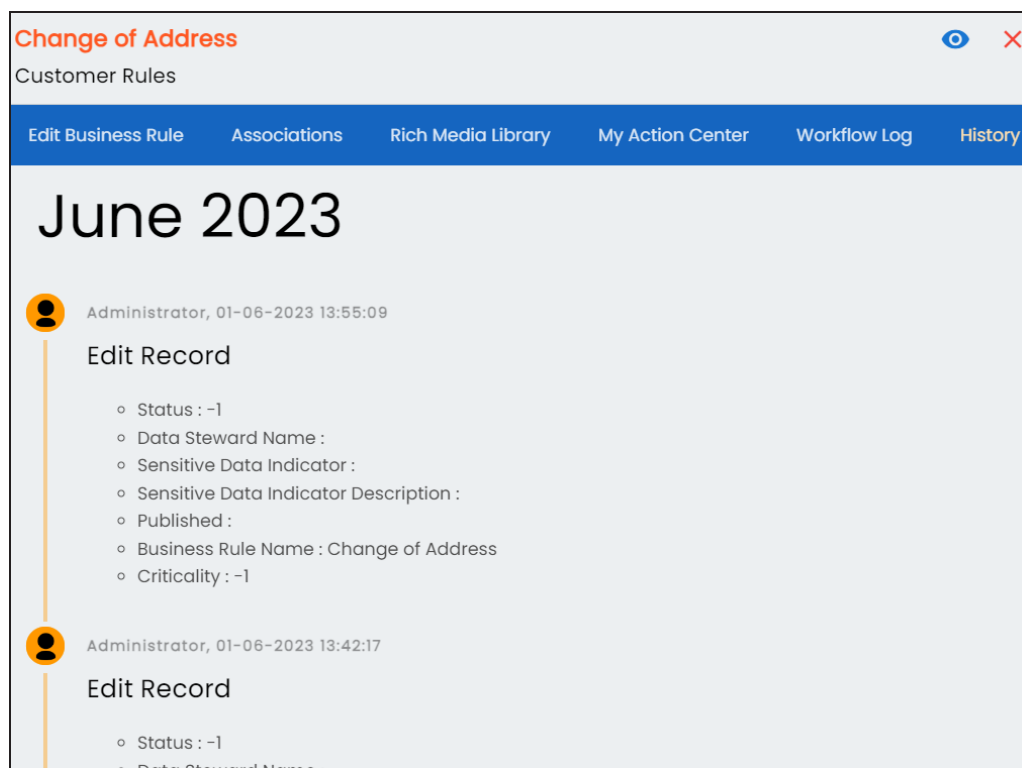 Change of Address
Customer Rules
Edit Business Rule Associations Rich Media Library My Action Center Workflow Log History
June 2023
Administrator, 01-06-2023 13:55:09
Edit Record
Status : -1
Data Steward Name :
Sensitive Data Indicator :
Sensitive Data Indicator Description :
Published :
Business Rule Name : Change of Address
Criticality : -1
Administrator, 01-06-2023 13:42:17
Edit Record
Status : -1
Data Steward Name